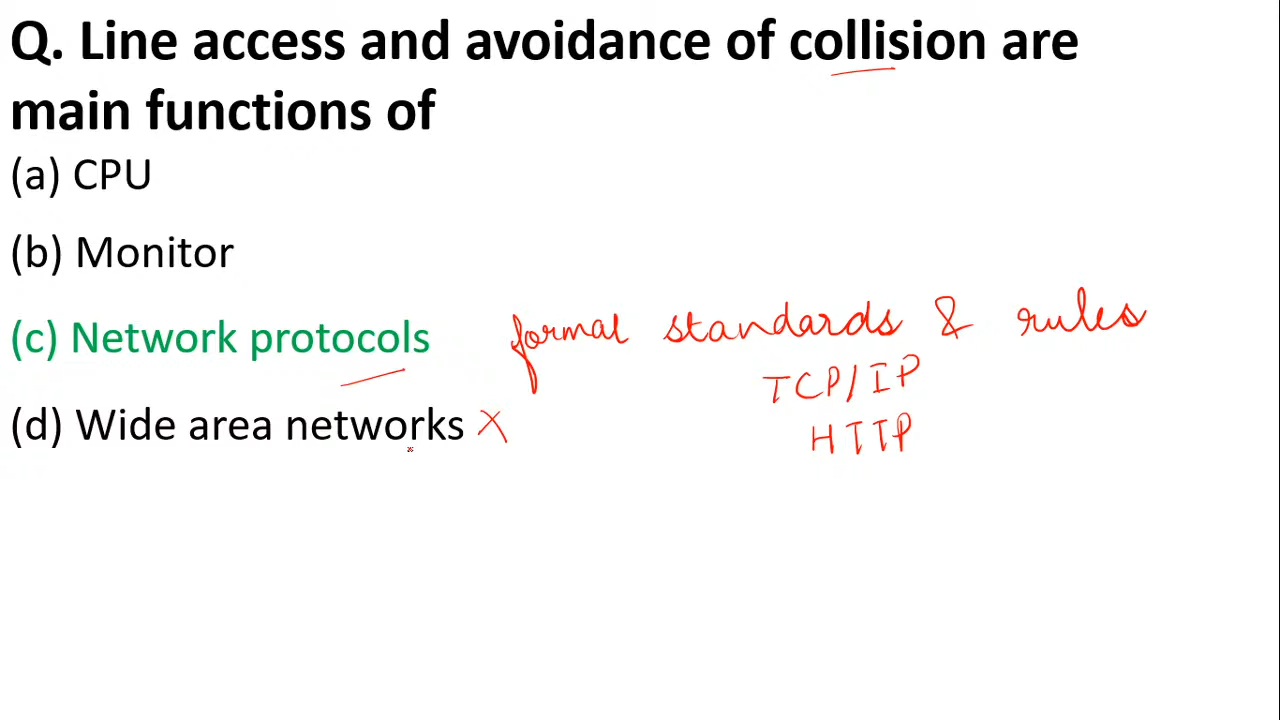 Q. Line access and avoidance of collision are
main functions of
(a) CPU
(b) Monitor
(c) Network protocols formal standards & rules
TCP/IP
(d) Wide area networks X HTTP